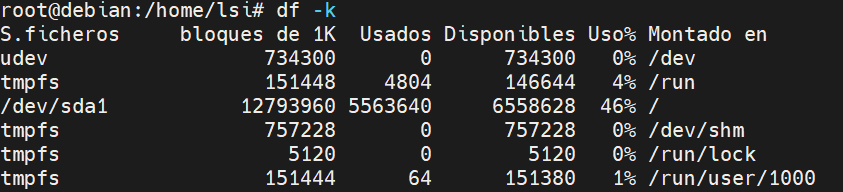 root@debian:/home/lsi# df -k
S.ficheros     bloques de 1K  Usados Disponibles Uso% Montado en
udev                  734300       0      734300   0% /dev
tmpfs                 151448    4804      146644   4% /run
/dev/sda1           12793960 5563640     6558628  46% /
tmpfs                 757228       0      757228   0% /dev/shm
tmpfs                   5120       0        5120   0% /run/lock
tmpfs                 151444      64      151380   1% /run/user/1000